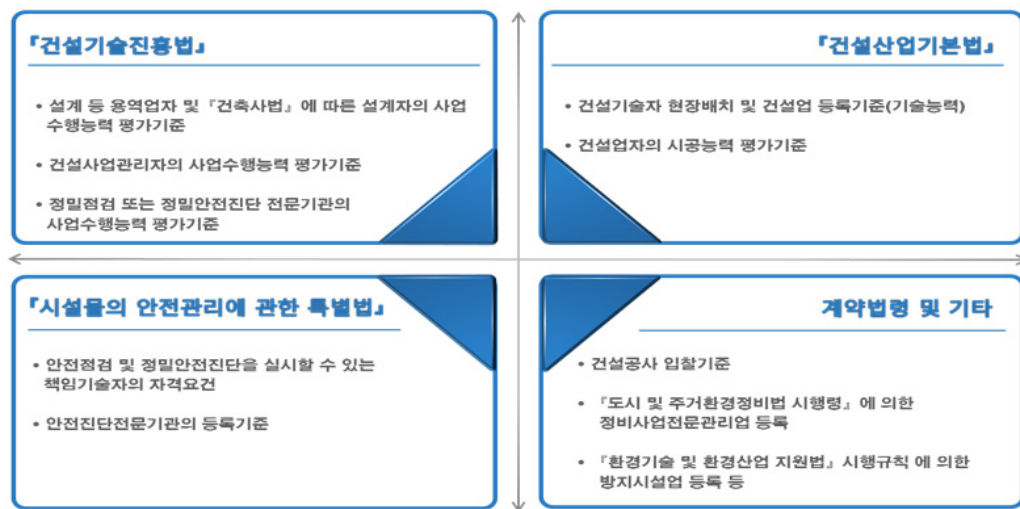 『건설기술진흥법』
• 설계 등 용역업자 및 『건축사법』에 따른 설계자의 사업
수행능력 평가기준
• 건설사업관리자의 사업수행능력 평가기준
• 정밀점검 또는 정밀안전진단 전문기관의
사업수행능력 평가기준
『건설산업기본법』
• 건설기술자 현장배치 및 건설업 등록기준(기술능력)
• 건설업자의 시공능력 평가기준
『시설물의 안전관리에 관한 특별법』
• 안전점검 및 정밀안전진단을 실시할 수 있는
책임기술자의 자격요건
• 안전진단전문기관의 등록기준
계약법령 및 기타
• 건설공사 입찰기준
• 『도시 및 주거환경정비법 시행령』에 의한
정비사업전문관리업 등록
• 『환경기술 및 환경산업 지원법』시행규칙 에 의한
방지시설업 등록 등